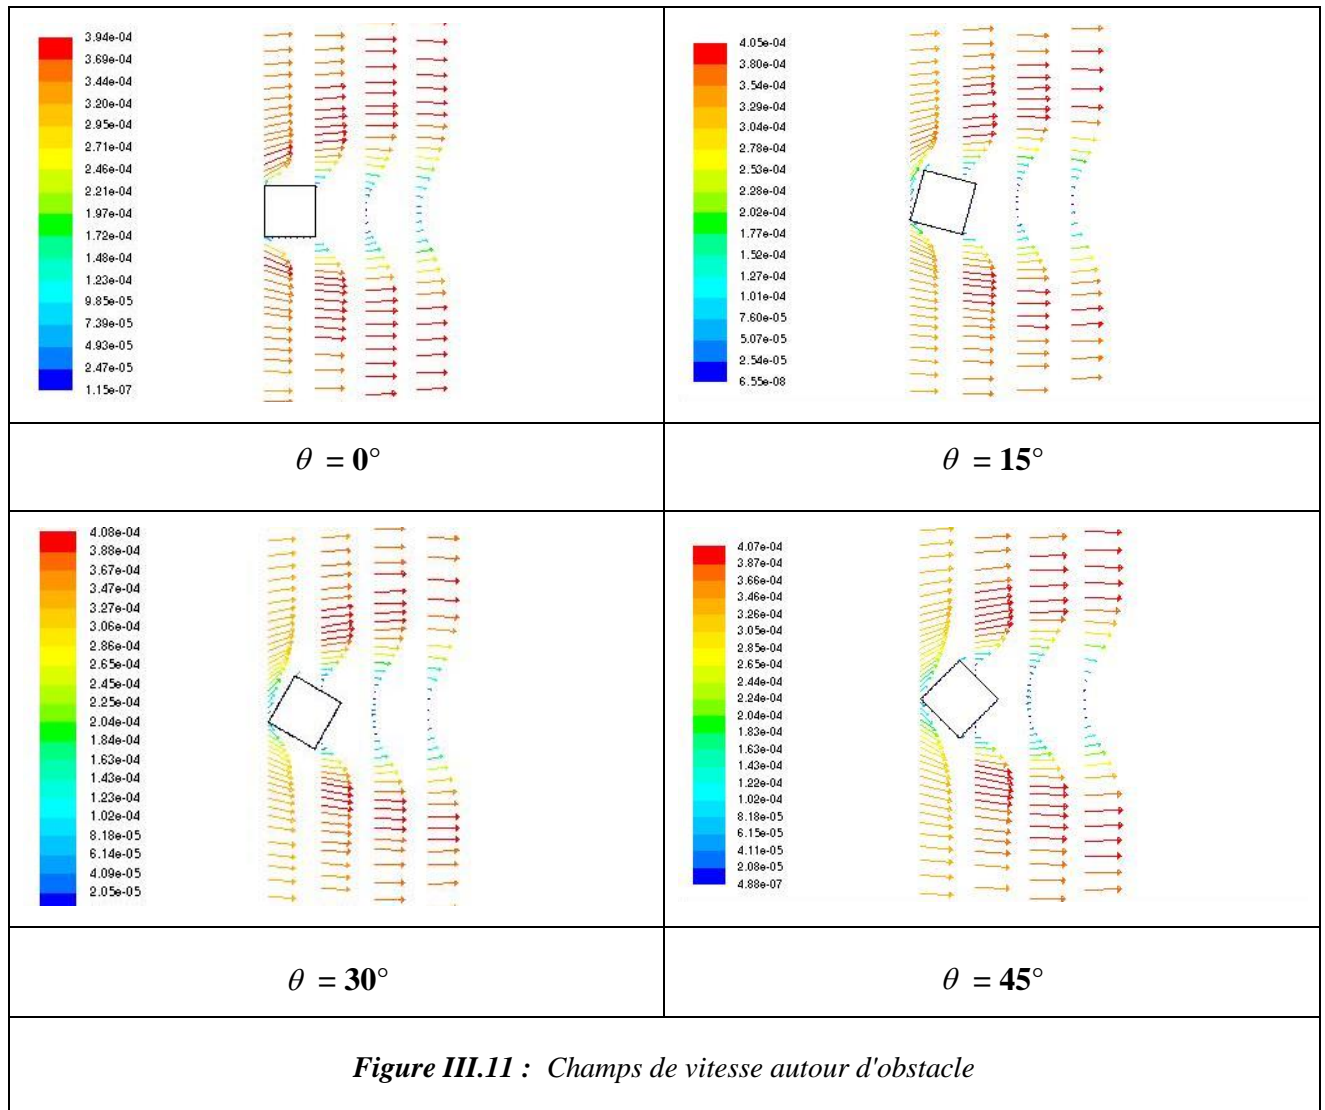 3.94e-04
3.69e-04
3.44e-04
3.20e-04
2.95e-04
2.71e-04
2.46e-04
2.21e-04
1.97e-04
1.72e-04
1.48e-04
1.23e-04
9.85e-05
7.39e-05
4.93e-05
2.47e-05
1.15e-07
4.05e-04
3.80e-04
3.54e-04
3.29e-04
3.04e-04
2.78e-04
2.53e-04
2.28e-04
2.02e-04
1.77e-04
1.52e-04
1.27e-04
1.01e-04
7.60e-05
5.07e-05
2.54e-05
6.55e-08
θ = 0°
θ = 15°
4.08e-04
3.88e-04
3.67e-04
3.47e-04
3.27e-04
3.06e-04
2.86e-04
2.65e-04
2.45e-04
2.25e-04
2.04e-04
1.84e-04
1.63e-04
1.43e-04
1.23e-04
1.02e-04
8.18e-05
6.14e-05
4.09e-05
2.05e-05
4.07e-04
3.87e-04
3.66e-04
3.46e-04
3.26e-04
3.05e-04
2.85e-04
2.65e-04
2.44e-04
2.24e-04
2.04e-04
1.83e-04
1.63e-04
1.43e-04
1.22e-04
1.02e-04
8.18e-05
6.15e-05
4.11e-05
2.08e-05
4.88e-07
θ = 30°
θ = 45°
Figure III.11 : Champs de vitesse autour d'obstacle